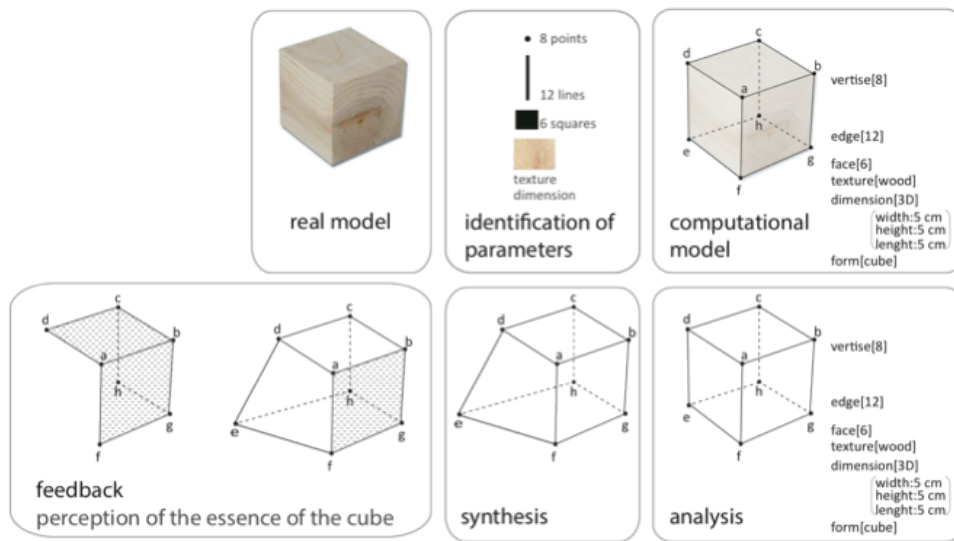 8 points
12 lines
6 squares
texture
dimension
real model
identification of
parameters
c
d
b
a
h
e
g
f
vertise[8]
edge[12]
face[6]
texture[wood]
dimension[3D]
width:5 cm
height:5 cm
lenght:5 cm
form[cube]
computational
model
c
d
b
a
h
g
f
c
d
b
a
h
e
g
f
feedback
perception of the essence of the cube
c
d
b
a
h
e
g
f
synthesis
c
d
b
a
h
e
g
f
vertise[8]
edge[12]
face[6]
texture[wood]
dimension[3D]
width:5 cm
height:5 cm
lenght:5 cm
form[cube]
analysis